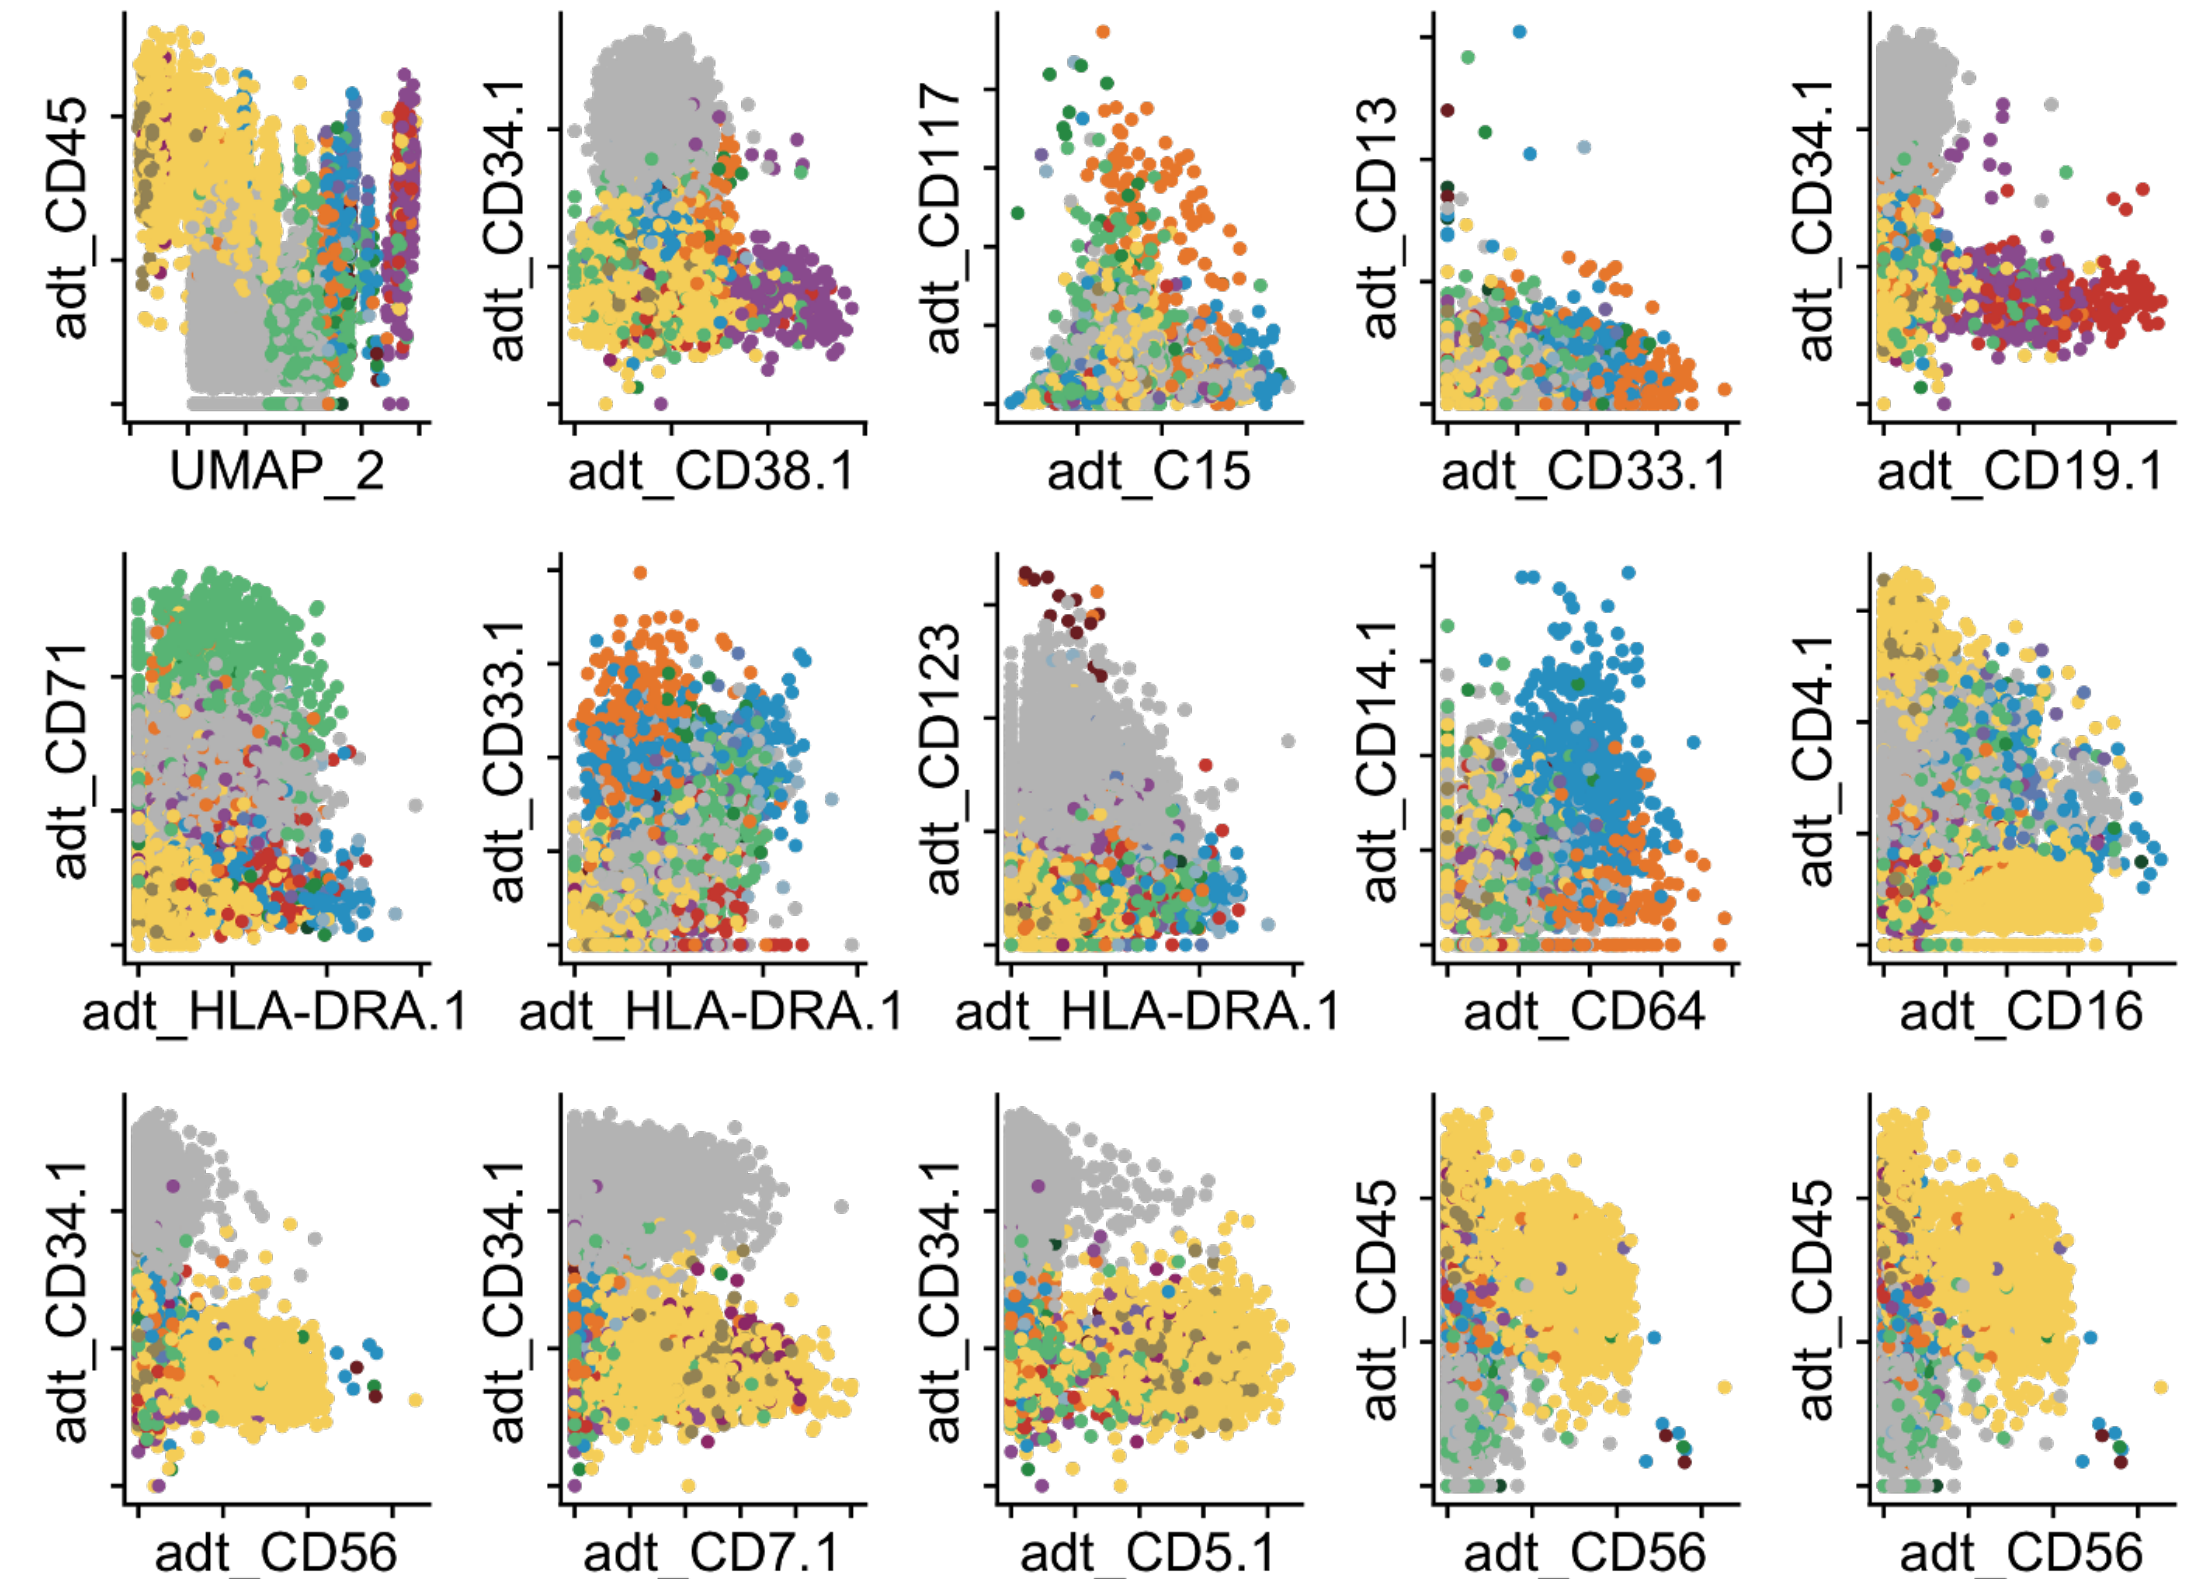 adt_CD45
UMAP_2
adt_CD34.1
adt_CD38.1
adt_CD117
adt_C15
adt_CD13
adt_CD33.1
adt_CD34.1
adt_CD19.1
adt_CD71
adt_HLA-DRA.1
adt_CD33.1
adt_HLA-DRA.1
adt_CD123
adt_HLA-DRA.1
adt_CD14.1
adt_CD64
adt_CD4.1
adt_CD16
adt_CD34.1
adt_CD56
adt_CD34.1
adt_CD7.1
adt_CD34.1
adt_CD5.1
adt_CD45
adt_CD56
adt_CD45
adt_CD56